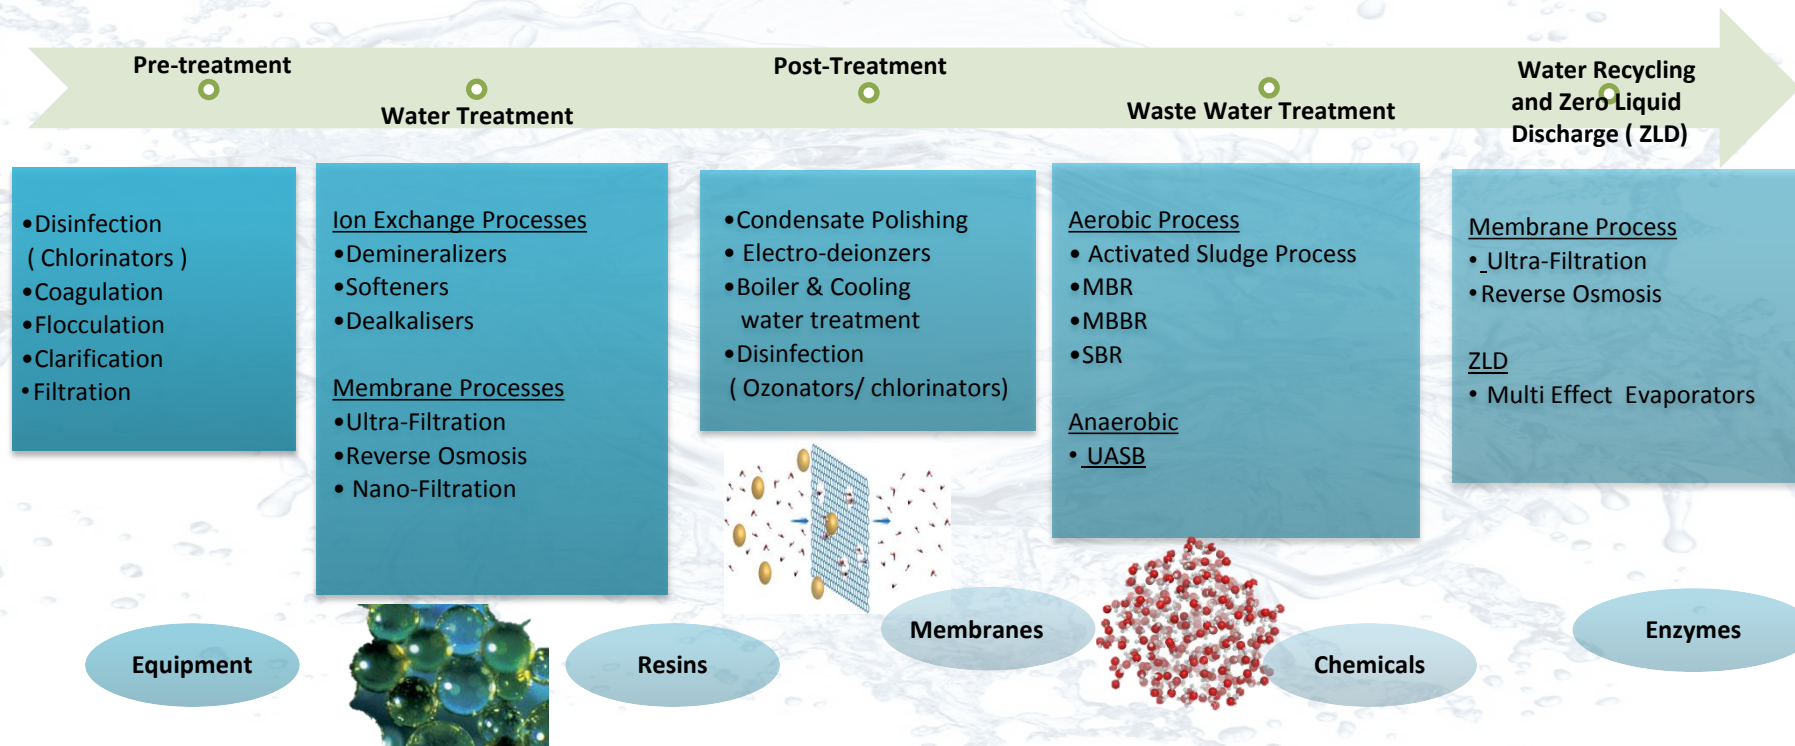 Pre-treatment
Water Treatment
Post-Treatment
Waste Water Treatment
Water Recycling
and Zero Liquid
Discharge ( ZLD)
•Disinfection
( Chlorinators )
•Coagulation
•Flocculation
•Clarification
•Filtration
Ion Exchange Processes
•Demineralizers
•Softeners
•Dealkalisers
Membrane Processes
•Ultra-Filtration
•Reverse Osmosis
• Nano-Filtration
•Condensate Polishing
• Electro-deionzers
•Boiler & Cooling
water treatment
•Disinfection
( Ozonators/ chlorinators)
Aerobic Process
• Activated Sludge Process
•MBR
•MBBR
•SBR
Anaerobic
• UASB
Membrane Process
• Ultra-Filtration
•Reverse Osmosis
ZLD
• Multi Effect Evaporators
Equipment
Resins
Membranes
Chemicals
Enzymes